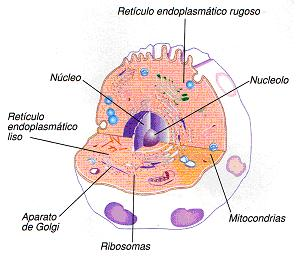 Retículo endoplasmático rugoso
Núcleo
Nucleolo
Retículo
endoplasmático
liso
Aparato
de Golgi
Ribosomas
Mitocondrias